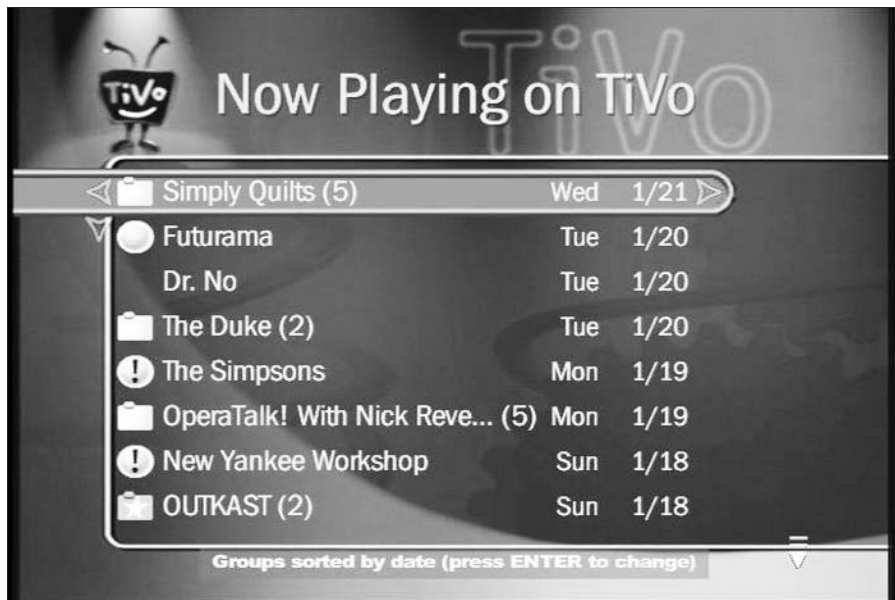 TiVo
TiVo
Now Playing on TiVo
Simply Quilts (5) Wed 1/21
Futurama Tue 1/20
Dr. No Tue 1/20
The Duke (2) Tue 1/20
! The Simpsons Mon 1/19
OperaTalk! With Nick Reve... (5) Mon 1/19
! New Yankee Workshop Sun 1/18
OUTKAST (2) Sun 1/18
Groups sorted by date (press ENTER to change)